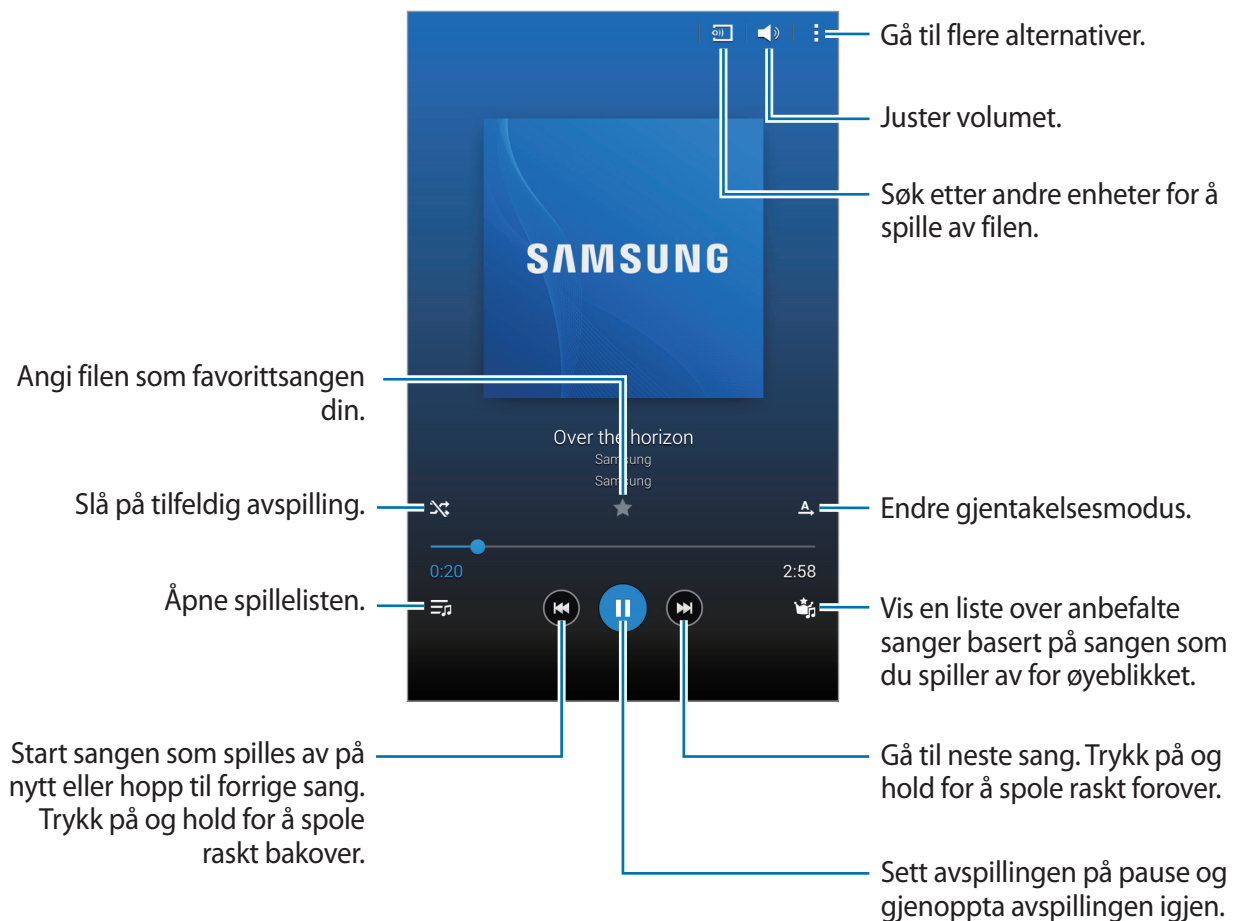 Gå til flere alternativer.
Juster volumet.
Søk etter andre enheter for å
spille av filen.
SAMSUNG
Angi filen som favorittsangen
din.
Over the horizon
Samsung
Samsung
Slå på tilfeldig avspilling.
Endre gjentakelsesmodus.
0:20
2:58
Åpne spillelisten.
Vis en liste over anbefalte
sanger basert på sangen som
du spiller av for øyeblikket.
Start sangen som spilles av på
nytt eller hopp til forrige sang.
Trykk på og hold for å spole
raskt bakover.
Gå til neste sang. Trykk på og
hold for å spole raskt forover.
Sett avspillingen på pause og
gjenoppta avspillingen igjen.